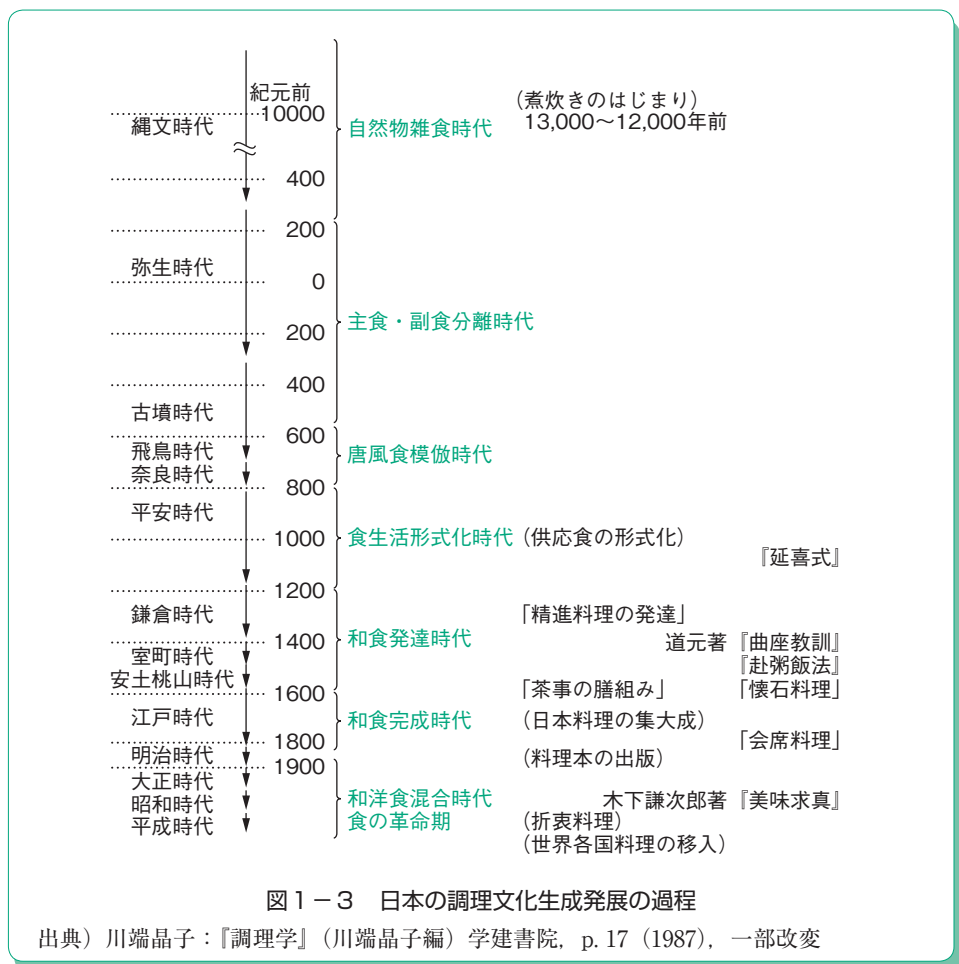 紀元前
10000
縄文時代
自然物雑食時代
(煮炊きのはじまり)
13,000〜12,000年前
400
200
弥生時代
0
主食・副食分離時代
200
400
古墳時代
600
飛鳥時代
唐風食模倣時代
奈良時代
800
平安時代
1000
食生活形式化時代(供応食の形式化)
『延喜式』
1200
鎌倉時代
「精進料理の発達」
1400
和食発達時代
道元著『曲座教訓』
室町時代
『赴粥飯法』
安土桃山時代
1600
「茶事の膳組み」 「懐石料理」
江戸時代
和食完成時代
(日本料理の集大成)
1800
「会席料理」
明治時代
(料理本の出版)
1900
大正時代
和洋食混合時代
木下謙次郎著『美味求真』
昭和時代
食の革命期
(折衷料理)
平成時代
(世界各国料理の移入)
図1−3 日本の調理文化生成発展の過程
出典)川端晶子:『調理学』(川端晶子編)学建書院,p. 17(1987),一部改変